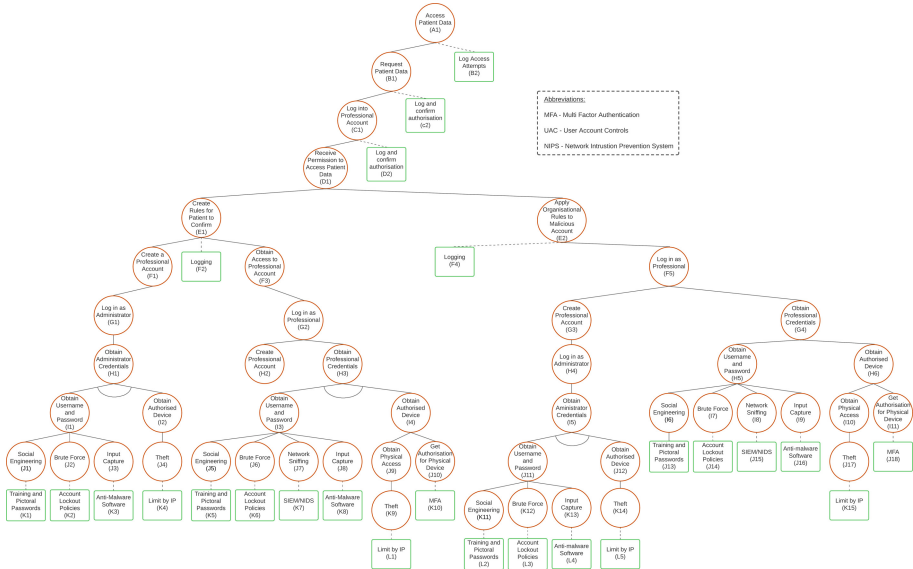 Access
Patient Data
(A1)
Log Access
Attempts
(B2)
Request
Patient Data
(B1)
Log and
confirm
authorisation
(c2)
Log into
Professional
Account
(C1)
Abbreviations:
MFA - Multi Factor Authentication
UAC - User Account Controls
NIPS - Network Intrustion Prevention System
Log and
confirm
authorisation
(D2)
Receive
Permission to
Access Patient
Data
(D1)
Create
Rules for
Patient to
Confirm
(E1)
Apply
Organisational
Rules to
Malicious
Account
(E2)
Create a
Professional
Account
(F1)
Logging
(F2)
Obtain
Access to
Professional
Account
(F3)
Logging
(F4)
Log in as
Professional
(F5)
Log in as
Administrator
(G1)
Log in as
Professional
(G2)
Create
Professional
Account
(G3)
Obtain
Professional
Credentials
(G4)
Obtain
Administrator
Credentials
(H1)
Create
Professional
Account
(H2)
Obtain
Professional
Credentials
(H3)
Log in as
Administrator
(H4)
Obtain
Username
and
Password
(H5)
Obtain
Authorised
Device
(H6)
Obtain
Username
and
Password
(I1)
Obtain
Authorised
Device
(I2)
Obtain
Username
and
Password
(I3)
Obtain
Authorised
Device
(I4)
Obtain
Aministrator
Credentials
(I5)
Social
Engineering
(I6)
Brute Force
(I7)
Network
Sniffing
(I8)
Input
Capture
(I9)
Obtain
Physical
Access
(I10)
Get
Authorisation
for Physical
Device
(I11)
Social
Engineering
(J1)
Brute Force
(J2)
Input
Capture
(J3)
Theft
(J4)
Social
Engineering
(J5)
Brute Force
(J6)
Network
Sniffing
(J7)
Input
Capture
(J8)
Obtain
Physical
Access
(J9)
Get
Authorisation
for Physical
Device
(J10)
Obtain
Username
and
Password
(J11)
Obtain
Authorised
Device
(J12)
Training and
Pictoral
Passwords
(J13)
Account
Lockout
Policies
(J14)
SIEM/NIDS
(J15)
Anti-malware
Software
(J16)
Theft
(J17)
MFA
(J18)
Training and
Pictoral
Passwords
(K1)
Account
Lockout
Policies
(K2)
Anti-Malware
Software
(K3)
Limit by IP
(K4)
Training and
Pictoral
Passwords
(K5)
Account
Lockout
Policies
(K6)
SIEM/NIDS
(K7)
Anti-Malware
Software
(K8)
Theft
(K9)
MFA
(K10)
Social
Engineering
(K11)
Brute Force
(K12)
Input
Capture
(K13)
Theft
(K14)
Limit by IP
(K15)
Limit by IP
(L1)
Training and
Pictoral
Passwords
(L2)
Account
Lockout
Policies
(L3)
Anti-malware
Software
(L4)
Limit by IP
(L5)